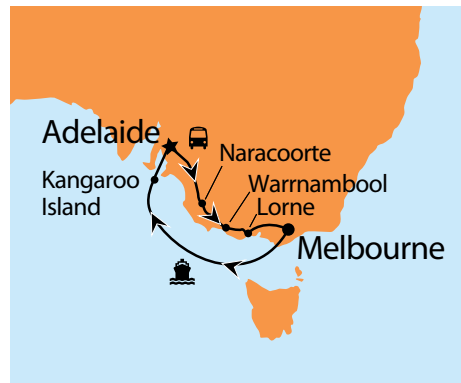 Adelaide
Naracoorte
Kangaroo
Island
Warrnambool
Lorne
Melbourne